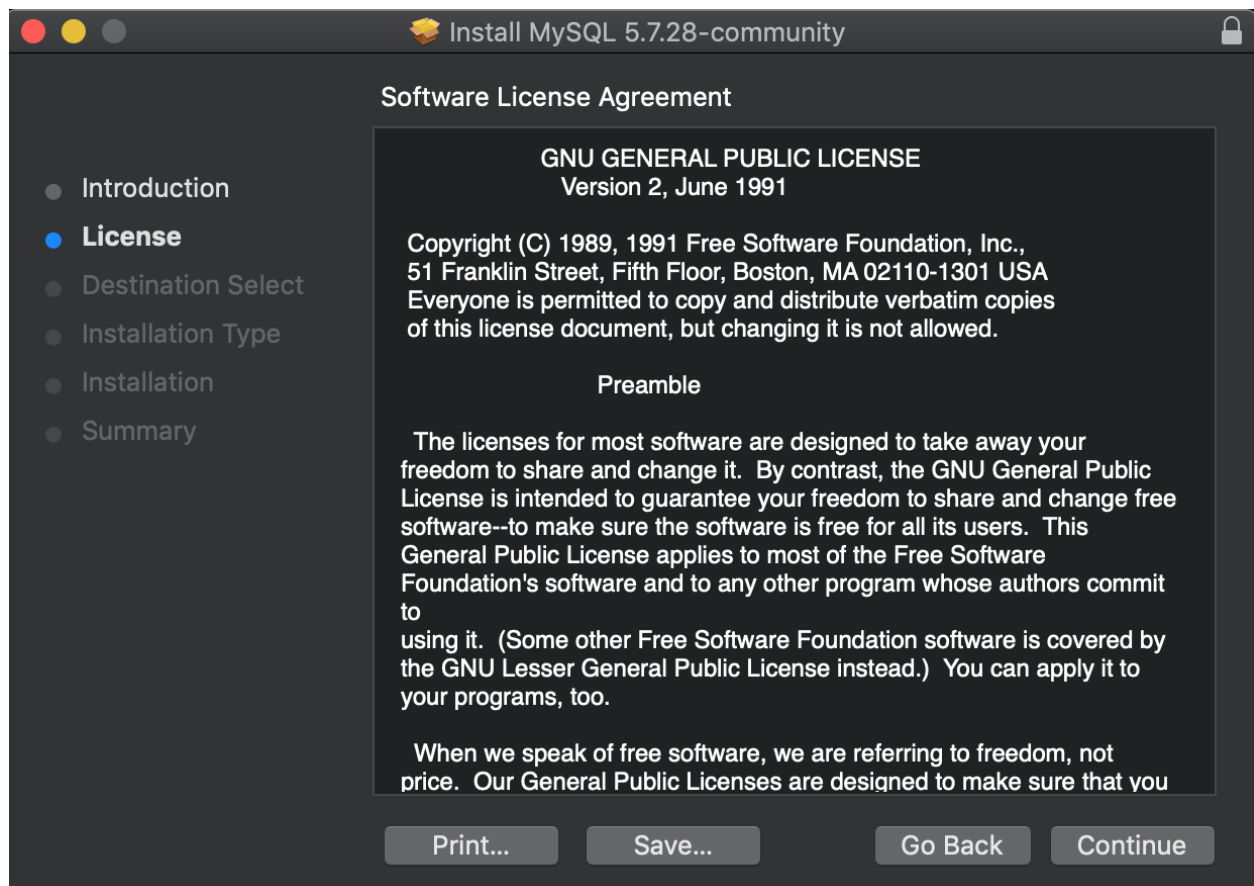 Install MySQL 5.7.28-community
Software License Agreement
Introduction
License
Destination Select
Installation Type
Installation
Summary
GNU GENERAL PUBLIC LICENSE
Version 2, June 1991
Copyright (C) 1989, 1991 Free Software Foundation, Inc.,
51 Franklin Street, Fifth Floor, Boston, MA 02110-1301 USA
Everyone is permitted to copy and distribute verbatim copies
of this license document, but changing it is not allowed.
Preamble
The licenses for most software are designed to take away your
freedom to share and change it.  By contrast, the GNU General Public
License is intended to guarantee your freedom to share and change free
software--to make sure the software is free for all its users.  This
General Public License applies to most of the Free Software
Foundation's software and to any other program whose authors commit
to
using it.  (Some other Free Software Foundation software is covered by
the GNU Lesser General Public License instead.)  You can apply it to
your programs, too.
When we speak of free software, we are referring to freedom, not
price.  Our General Public Licenses are designed to make sure that you
Print...
Save...
Go Back
Continue